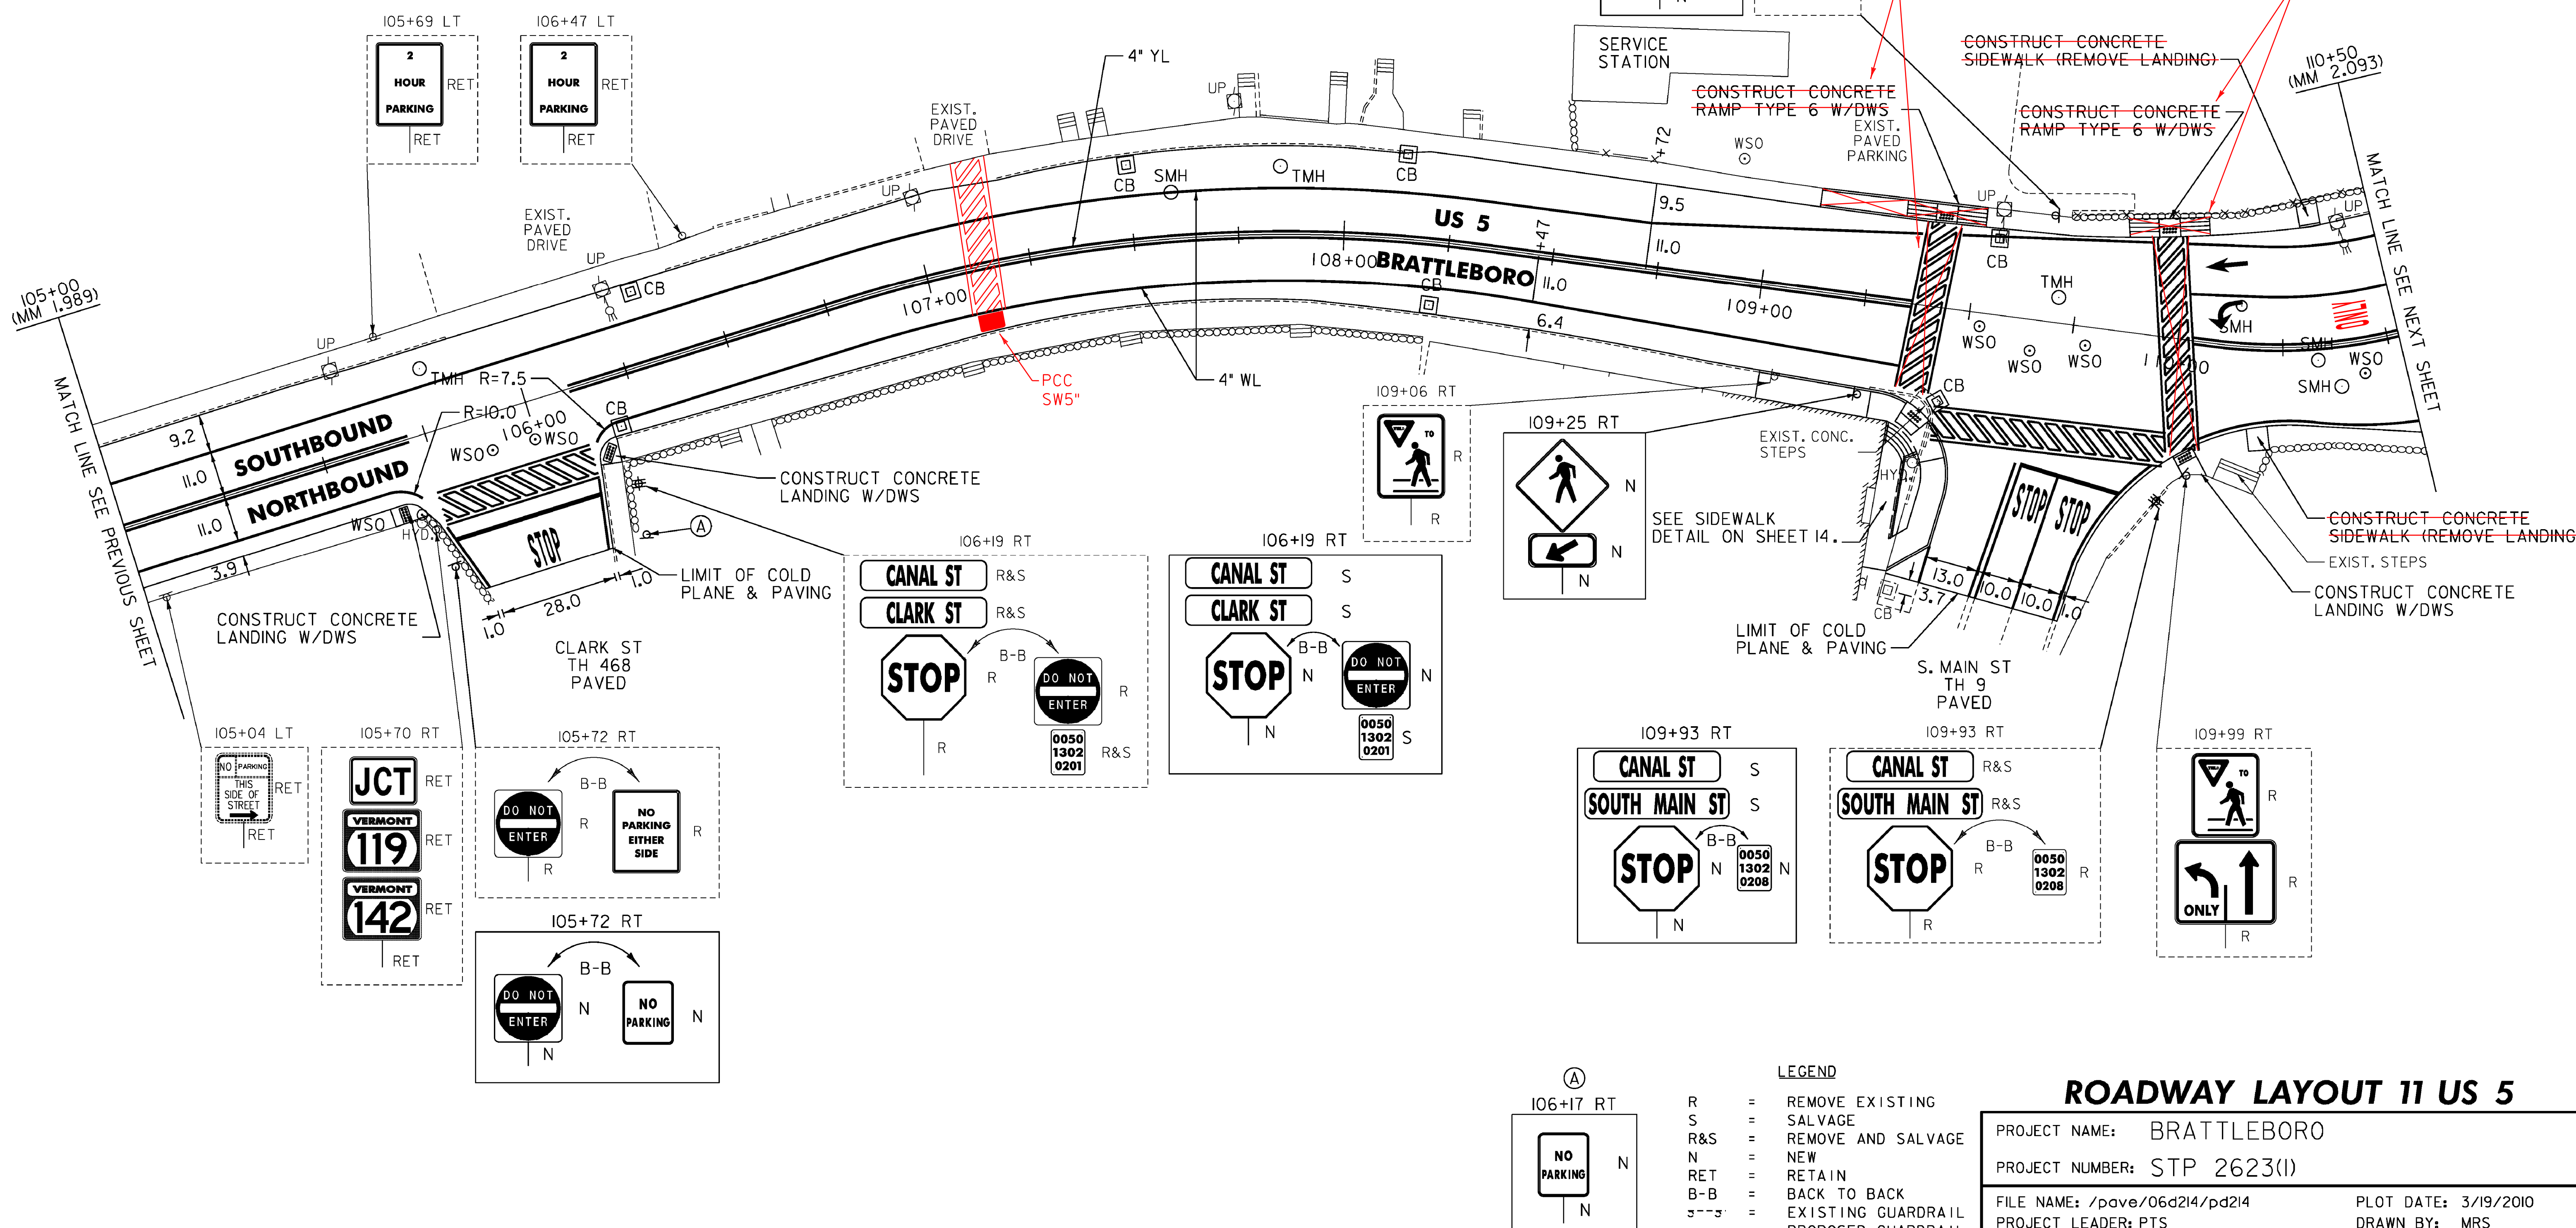 105+69 LT
2
HOUR
PARKING
RET
RET
106+47 LT
2
HOUR
PARKING
RET
RET
4" YL
SERVICE
STATION
CONSTRUCT CONCRETE
SIDEWALK (REMOVE LANDING)
110+50
(MM 2.093)
CONSTRUCT CONCRETE
RAMP TYPE 6 W/DWS
CONSTRUCT CONCRETE
RAMP TYPE 6 W/DWS
EXIST.
PAVED
PARKING
EXIST.
PAVED
DRIVE
UP
+72
WSO
EXIST.
PAVED
DRIVE
UP
UP
CB
SMH
TMH
CB
US 5
9.5
11.0
+47
UP
CB
UP
MATCH LINE SEE NEXT SHEET
105+00
(MM 1.989)
MATCH LINE SEE PREVIOUS SHEET
UP
CB
107+00
108+00
BRATTLEBORO
11.0
CB
109+00
6.4
TMH
WSO
WSO
WSO
110+00
SMH
ONLY
SMH
WSO
SMH
UP
TMH
R=7.5
R=10.0
CB
106+00
WSO
WSO
PCC
SW5"
4" WL
9.2
11.0
11.0
3.9
SOUTHBOUND
NORTHBOUND
WSO
HYD.
STOP
CONSTRUCT CONCRETE
LANDING W/DWS
A
LIMIT OF COLD
PLANE & PAVING
1.0
28.0
1.0
CONSTRUCT CONCRETE
LANDING W/DWS
CLARK ST
TH 468
PAVED
109+06 RT
TO
R
R
109+25 RT
N
N
N
CB
EXIST. CONC.
STEPS
HYD.
SEE SIDEWALK
DETAIL ON SHEET 14.
CB
3.7
13.0
10.0
10.0
1.0
STOP
STOP
LIMIT OF COLD
PLANE & PAVING
S. MAIN ST
TH 9
PAVED
CONSTRUCT CONCRETE
SIDEWALK (REMOVE LANDING
EXIST. STEPS
CONSTRUCT CONCRETE
LANDING W/DWS
106+19 RT
CANAL ST
R&S
CLARK ST
R&S
STOP
R
B-B
DO NOT
ENTER
R
0050
1302
0201
R&S
R
106+19 RT
CANAL ST
S
CLARK ST
S
STOP
N
B-B
DO NOT
ENTER
N
0050
1302
0201
S
N
105+04 LT
NO PARKING
THIS
SIDE OF
STREET
RET
RET
105+70 RT
JCT
RET
VERMONT
119
RET
VERMONT
142
RET
RET
105+72 RT
B-B
DO NOT
ENTER
R
NO
PARKING
EITHER
SIDE
R
R
105+72 RT
B-B
DO NOT
ENTER
N
NO
PARKING
N
N
109+93 RT
CANAL ST
S
SOUTH MAIN ST
S
STOP
N
B-B
0050
1302
0208
N
N
109+93 RT
CANAL ST
R&S
SOUTH MAIN ST
R&S
STOP
R
B-B
0050
1302
0208
R
R
109+99 RT
TO
R
ONLY
R
R
A
106+17 RT
NO
PARKING
N
N
LEGEND
R = REMOVE EXISTING
S = SALVAGE
R&S = REMOVE AND SALVAGE
N = NEW
RET = RETAIN
B-B = BACK TO BACK
= EXISTING GUARDRAIL
ROADWAY LAYOUT 11 US 5
PROJECT NAME: BRATTLEBORO
PROJECT NUMBER: STP 2623(1)
FILE NAME: /pave/06d214/pd214
PLOT DATE: 3/19/2010
PROJECT LEADER: PTS
DRAWN BY: MRS